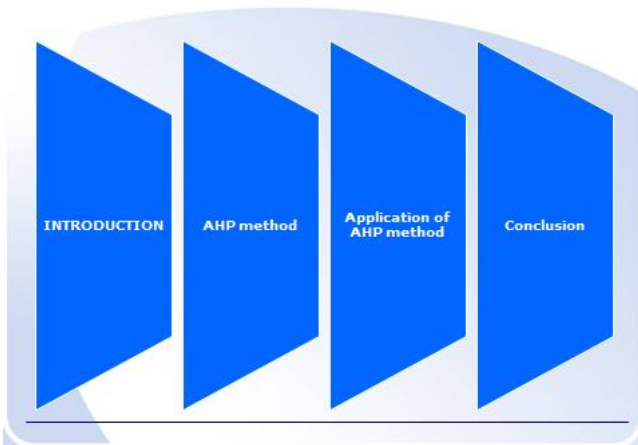 INTRODUCTION
AHP method
Application of
AHP method
Conclusion